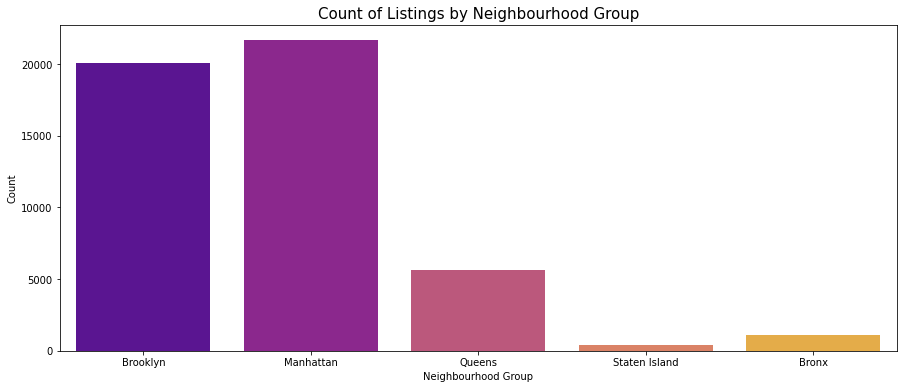 Count of Listings by Neighbourhood Group
20000
15000
10000
5000
0
Count
Brooklyn Manhattan Queens Staten Island Bronx
Neighbourhood Group